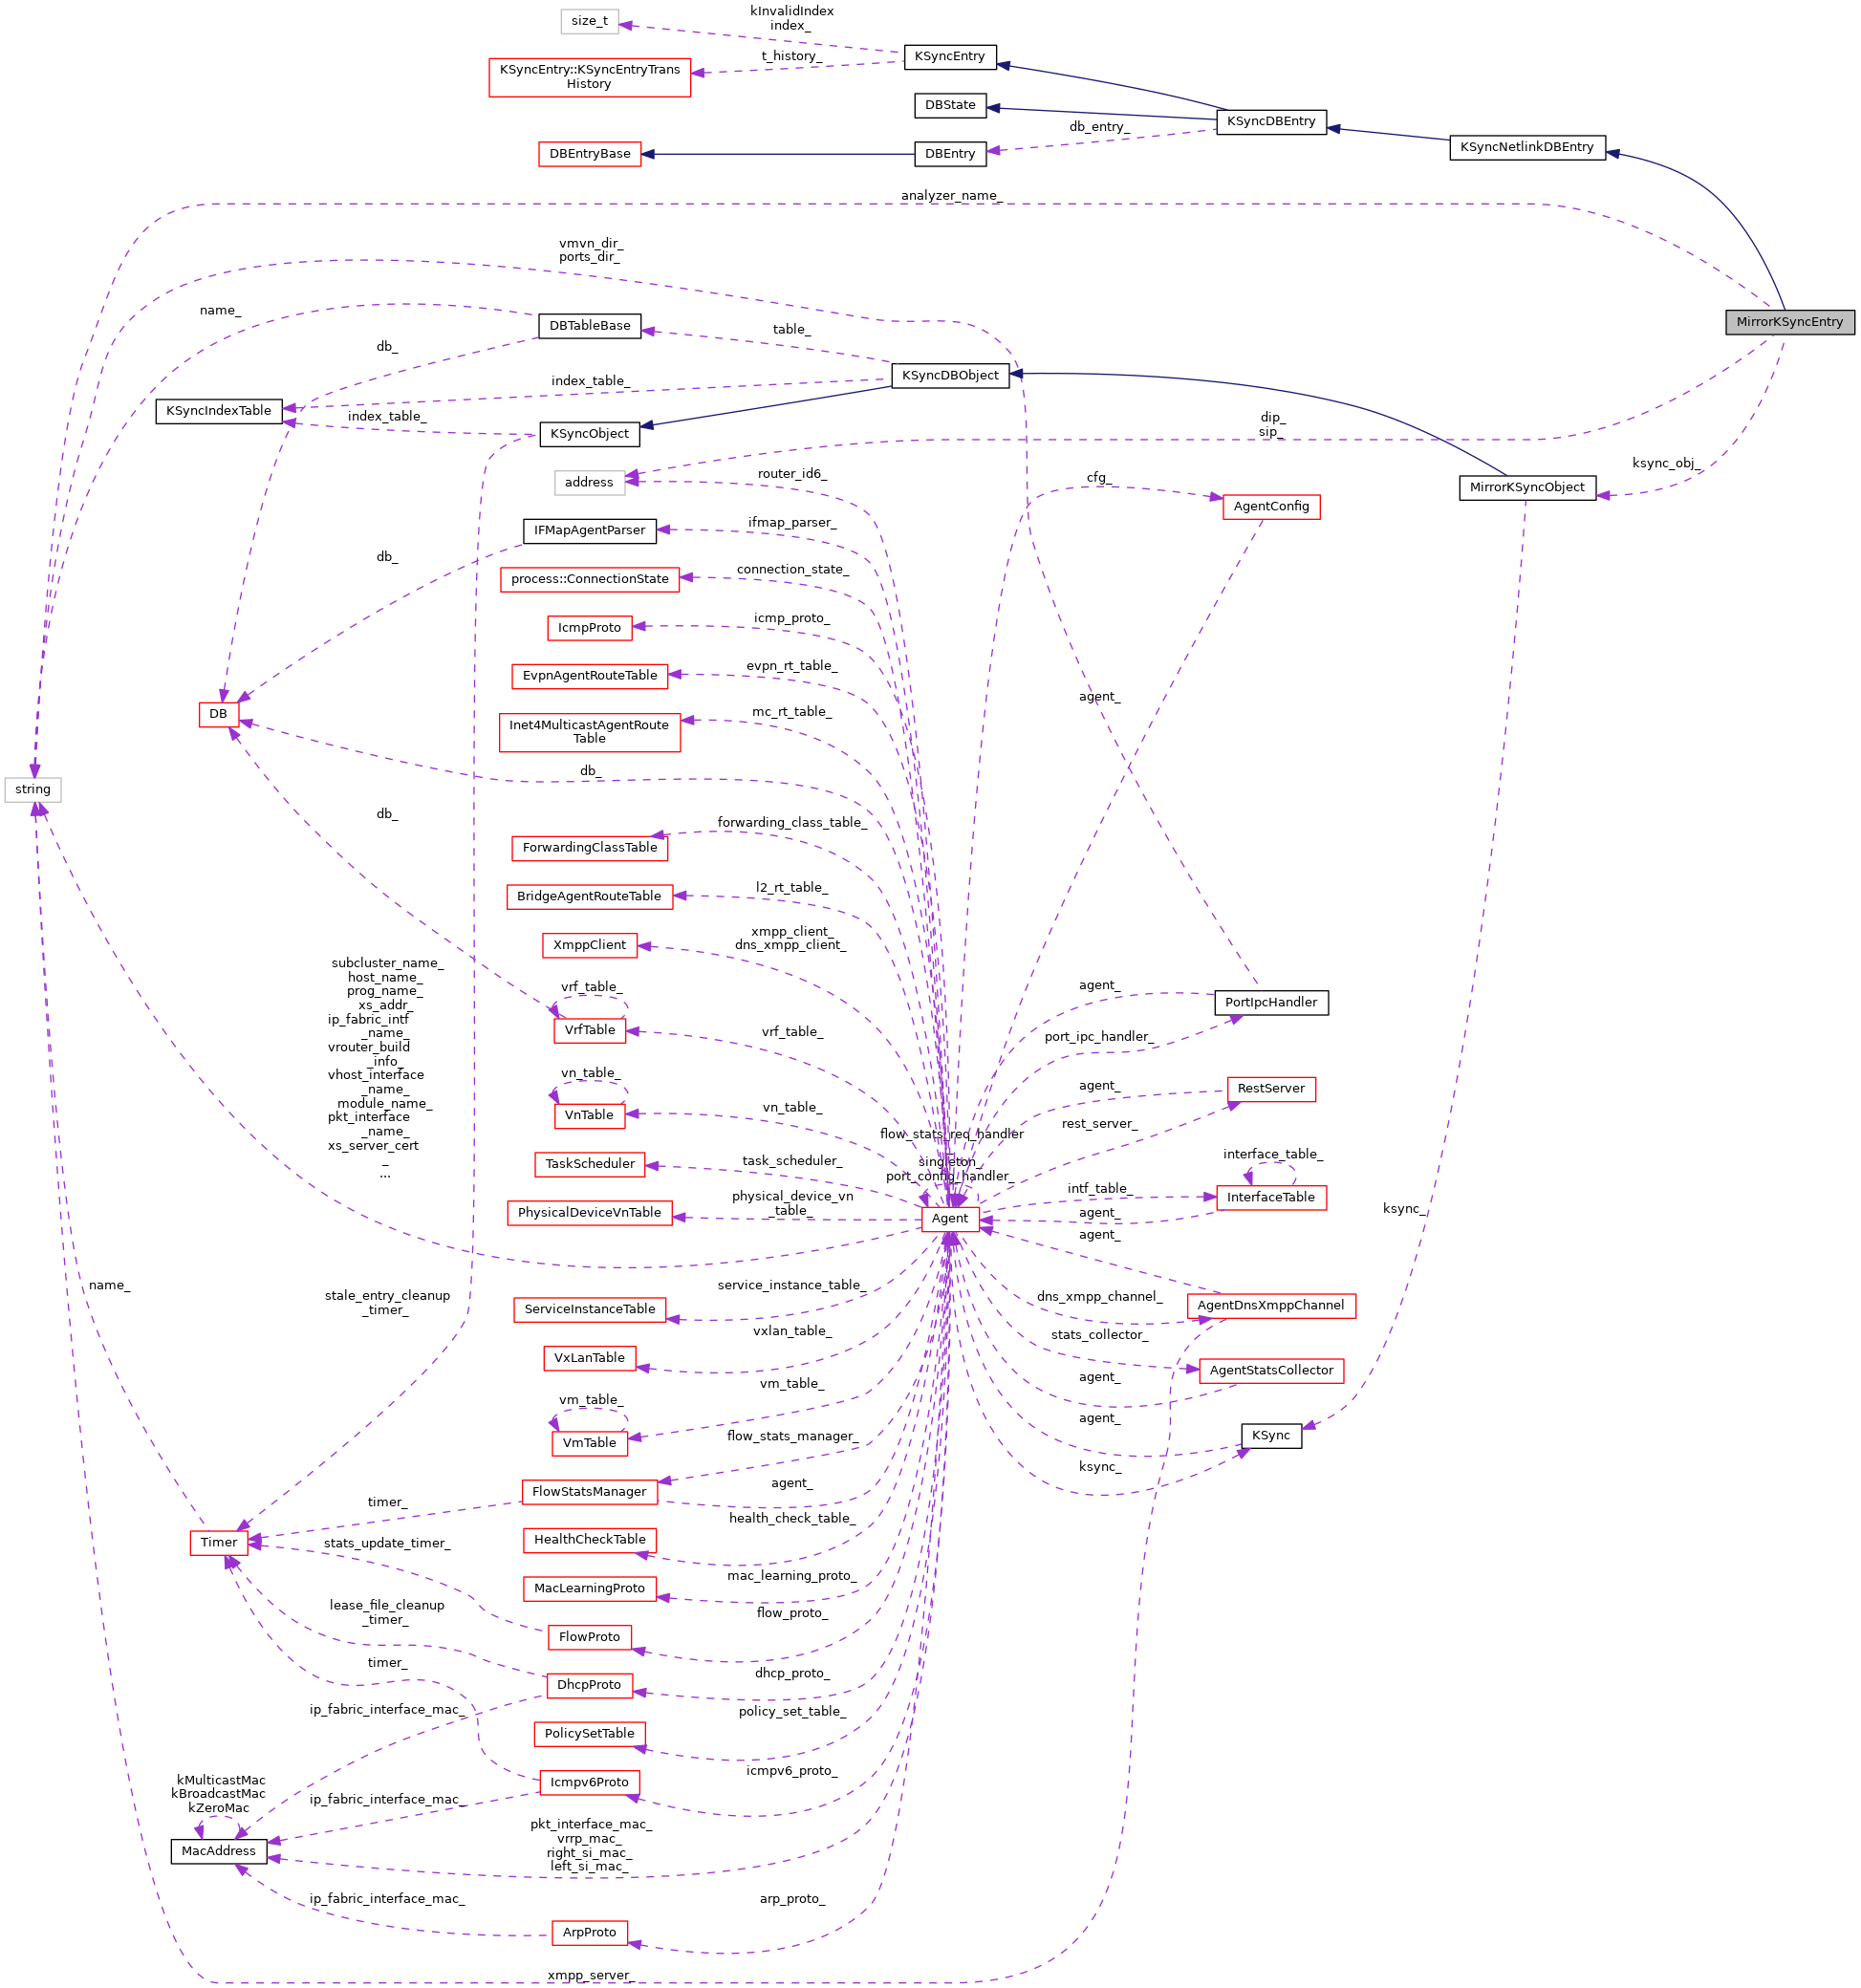 kInvalidIndex
index_
size_t
KSyncEntry
t_history_
KSyncEntry::KSyncEntryTrans
History
DBState
KSyncDBEntry
db_entry_
DBEntryBase
DBEntry
KSyncNetlinkDBEntry
analyzer_name_
vmvn_dir_
ports_dir_
name_
DBTableBase
table_
MirrorKSyncEntry
db_
index_table_
KSyncDBObject
KSyncIndexTable
index_table_
KSyncObject
dip_
sip_
ksync_obj_
address
router_id6_
cfg_
AgentConfig
MirrorKSyncObject
IFMapAgentParser
ifmap_parser_
db_
process::ConnectionState
connection_state_
IcmpProto
icmp_proto_
EvpnAgentRouteTable
evpn_rt_table_
agent_
DB
Inet4MulticastAgentRoute
Table
mc_rt_table_
db_
string
db_
ForwardingClassTable
forwarding_class_table_
BridgeAgentRouteTable
l2_rt_table_
XmppClient
xmpp_client_
dns_xmpp_client_
subcluster_name_
host_name_
prog_name_
xs_addr_
ip_fabric_intf
_name_
vrouter_build
_info_
vhost_interface
_name_
module_name_
pkt_interface
_name_
xs_server_cert
_
...
vrf_table_
VrfTable
vrf_table_
agent_
PortIpcHandler
port_ipc_handler_
vn_table_
VnTable
vn_table_
agent_
RestServer
rest_server_
flow_stats_req_handler
_
singleton_
port_config_handler_
TaskScheduler
task_scheduler_
interface_table_
PhysicalDeviceVnTable
physical_device_vn
_table_
Agent
intf_table_
InterfaceTable
agent_
ksync_
agent_
name_
stale_entry_cleanup
_timer_
ServiceInstanceTable
service_instance_table_
dns_xmpp_channel_
AgentDnsXmppChannel
VxLanTable
vxlan_table_
stats_collector_
AgentStatsCollector
agent_
vm_table_
VmTable
vm_table_
agent_
KSync
ksync_
FlowStatsManager
flow_stats_manager_
agent_
timer_
Timer
stats_update_timer_
HealthCheckTable
health_check_table_
MacLearningProto
mac_learning_proto_
lease_file_cleanup
_timer_
FlowProto
flow_proto_
timer_
DhcpProto
dhcp_proto_
ip_fabric_interface_mac_
PolicySetTable
policy_set_table_
kMulticastMac
kBroadcastMac
kZeroMac
MacAddress
ip_fabric_interface_mac_
Icmpv6Proto
icmpv6_proto_
pkt_interface_mac_
vrrp_mac_
right_si_mac_
left_si_mac_
ip_fabric_interface_mac_
ArpProto
arp_proto_
xmpp_server_